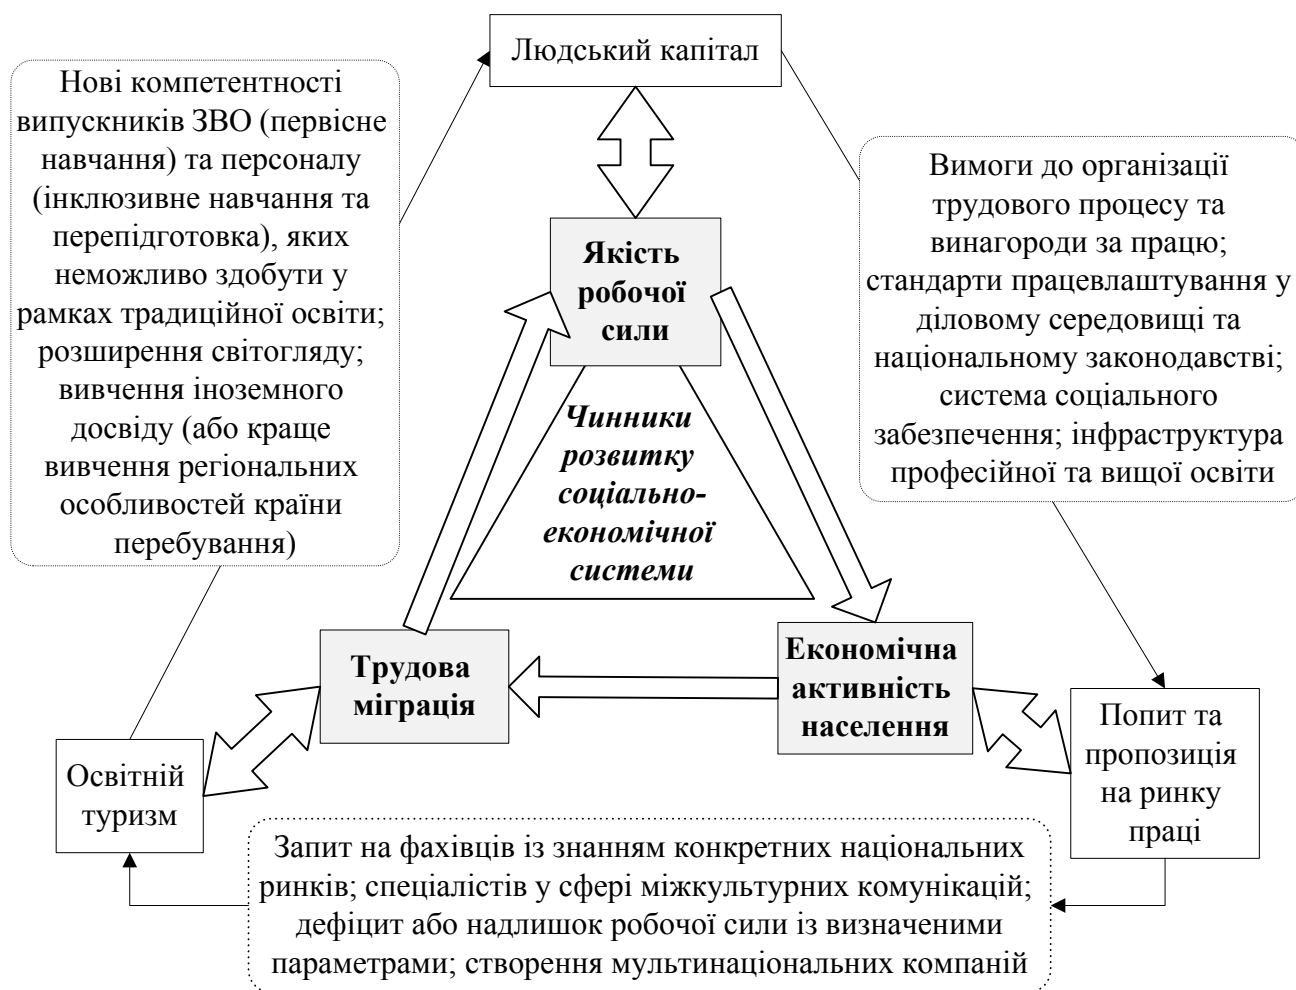 Людський капітал
Нові компетентності
випускників ЗВО (первісне
навчання) та персоналу
(інклюзивне навчання та
перепідготовка), яких
неможливо здобути у
рамках традиційної освіти;
розширення світогляду;
вивчення іноземного
досвіду (або краще
вивчення регіональних
особливостей країни
перебування)
Вимоги до організації
трудового процесу та
винагороди за працю;
стандарти працевлаштування у
діловому середовищі та
національному законодавстві;
система соціального
забезпечення; інфраструктура
професійної та вищої освіти
Якість
робочої
сили
Чинники
розвитку
соціально-
економічної
системи
Трудова
міграція
Економічна
активність
населення
Освітній
туризм
Попит та
пропозиція
на ринку
праці
Запит на фахівців із знанням конкретних національних
ринків; спеціалістів у сфері міжкультурних комунікацій;
дефіцит або надлишок робочої сили із визначеними
параметрами; створення мультинаціональних компаній